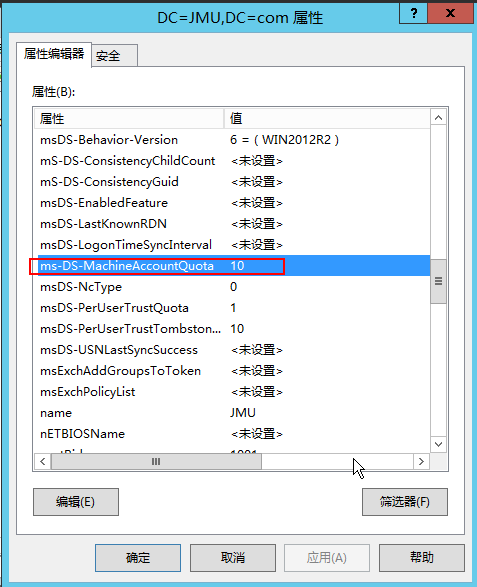 DC=JMU,DC=com 属性
?
x
属性编辑器
安全
属性(B):
属性 值
msDS-Behavior-Version 6 = ( WIN2012R2 )
mS-DS-ConsistencyChildCount <未设置>
mS-DS-ConsistencyGuid <未设置>
msDS-EnabledFeature <未设置>
msDS-LastKnownRDN <未设置>
msDS-LogonTimeSyncInterval <未设置>
ms-DS-MachineAccountQuota 10
msDS-NcType 0
msDS-PerUserTrustQuota 1
msDS-PerUserTrustTombston... 10
msDS-USNLastSyncSuccess <未设置>
msExchAddGroupsToToken <未设置>
msExchPolicyList <未设置>
name JMU
nETBIOSName <未设置>
编辑(E) 筛选器(F)
确定 取消 应用(A) 帮助